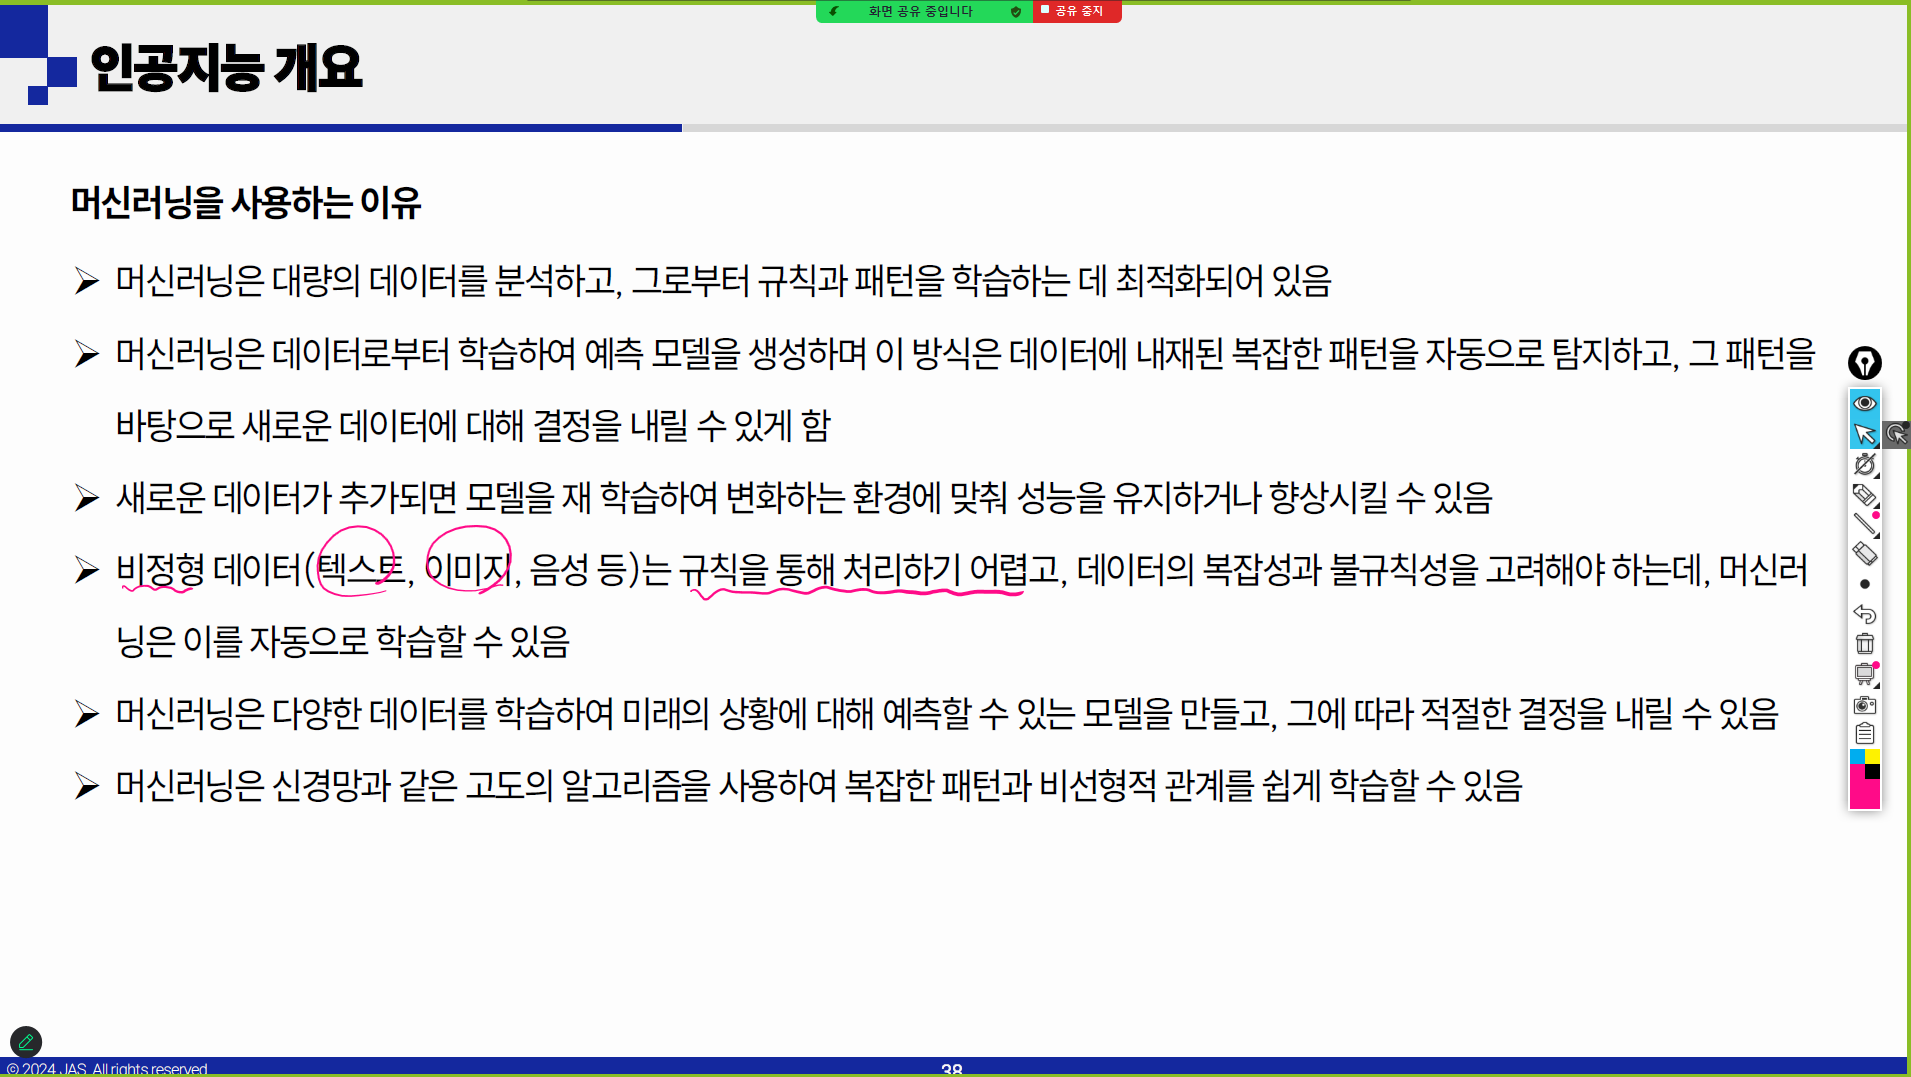 화면 공유 중입니다
공유 중지
인공지능 개요
머신러닝을 사용하는 이유
머신러닝은 대량의 데이터를 분석하고, 그로부터 규칙과 패턴을 학습하는 데 최적화되어 있음
머신러닝은 데이터로부터 학습하여 예측 모델을 생성하며 이 방식은 데이터에 내재된 복잡한 패턴을 자동으로 탐지하고, 그 패턴을
바탕으로 새로운 데이터에 대해 결정을 내릴 수 있게 함
새로운 데이터가 추가되면 모델을 재 학습하여 변화하는 환경에 맞춰 성능을 유지하거나 향상시킬 수 있음
비정형 데이터(텍스트, 이미지, 음성 등)는 규칙을 통해 처리하기 어렵고, 데이터의 복잡성과 불규칙성을 고려해야 하는데, 머신러
닝은 이를 자동으로 학습할 수 있음
머신러닝은 다양한 데이터를 학습하여 미래의 상황에 대해 예측할 수 있는 모델을 만들고, 그에 따라 적절한 결정을 내릴 수 있음
머신러닝은 신경망과 같은 고도의 알고리즘을 사용하여 복잡한 패턴과 비선형적 관계를 쉽게 학습할 수 있음
© 2024 JAS. All rights reserved
38